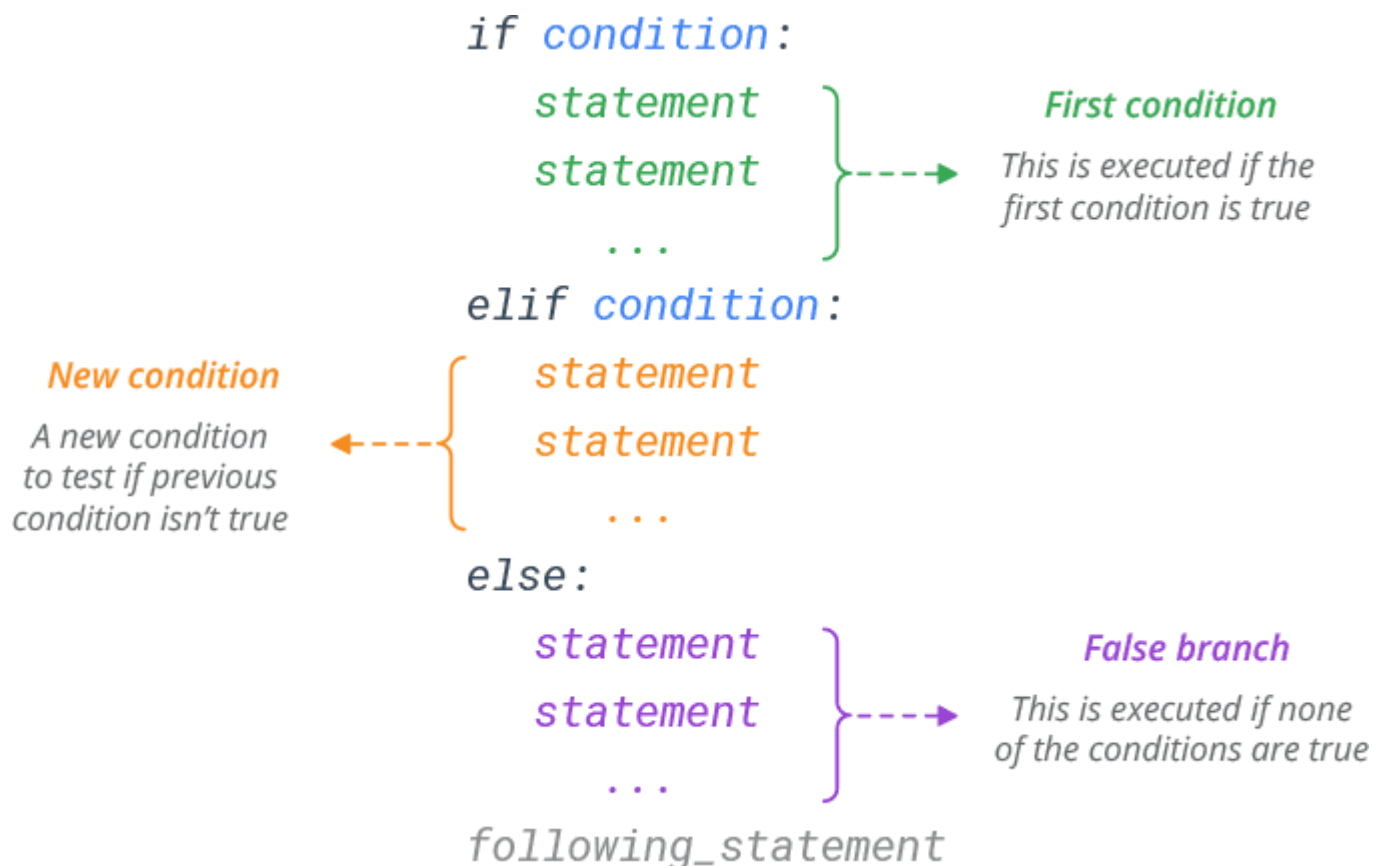 if condition:
statement
statement
...
First condition
This is executed if the
first condition is true
elif condition:
statement
statement
...
New condition
A new condition
to test if previous
condition isn’t true
else:
statement
statement
...
False branch
This is executed if none
of the conditions are true
following_statement